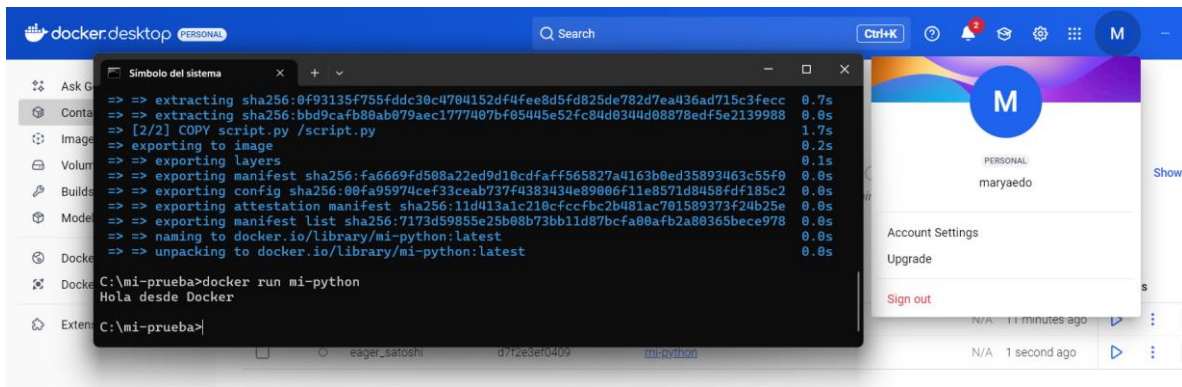 docker.desktop PERSONAL
Search
Ctrl+K
2
M
Ask G
Conta
Image
Volum
Builds
Model
Docke
Docke
Exten
Símbolo del sistema
=> => extracting sha256:0f93135f755fddc30c4704152df4fee8d5fd825de782d7ea436ad715c3fecc 0.7s
=> => extracting sha256:bbd9cafb80ab079aec1777407bf05445e52fc84d0344d08878edf5e2139988 0.0s
=> [2/2] COPY script.py /script.py 1.7s
=> exporting to image 0.2s
=> => exporting layers 0.1s
=> => exporting manifest sha256:fa6669fd508a22ed9d10cdfaff565827a4163b0ed35893463c55f0 0.0s
=> => exporting config sha256:00fa95974cef33ceab737f4383434e89006f11e8571d8458fdf185c2 0.0s
=> => exporting attestation manifest sha256:11d413a1c210cfccfbc2b481ac701589373f24b25e 0.0s
=> => exporting manifest list sha256:7173d59855e25b08b73bb11d87bcfa00afb2a80365bece978 0.0s
=> => naming to docker.io/library/mi-python:latest 0.0s
=> => unpacking to docker.io/library/mi-python:latest 0.0s
C:\mi-prueba>docker run mi-python
Hola desde Docker
C:\mi-prueba>
M
PERSONAL
maryaedo
Account Settings
Upgrade
Sign out
Show
s
N/A 11 minutes ago
eager_satoshi d7f2e3ef0409 mi-python N/A 1 second ago